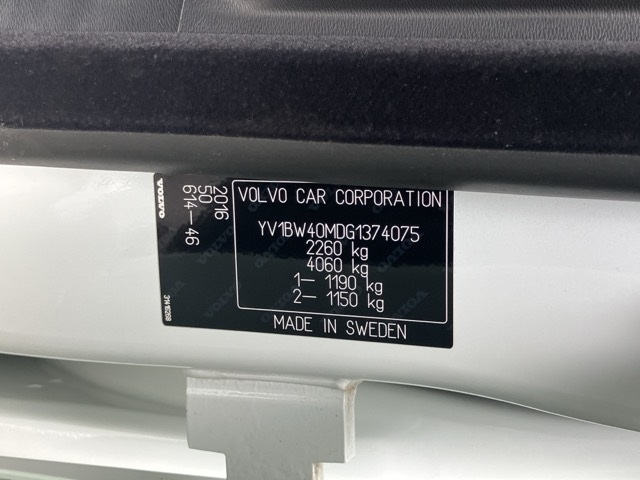 VOLVO CAR CORPORATION
YV1BW40MDG1374075
2260 kg
4060 kg
1— 1190 kg
2— 1150 kg
MADE IN SWEDEN
2016
50
614—46
VOLVO